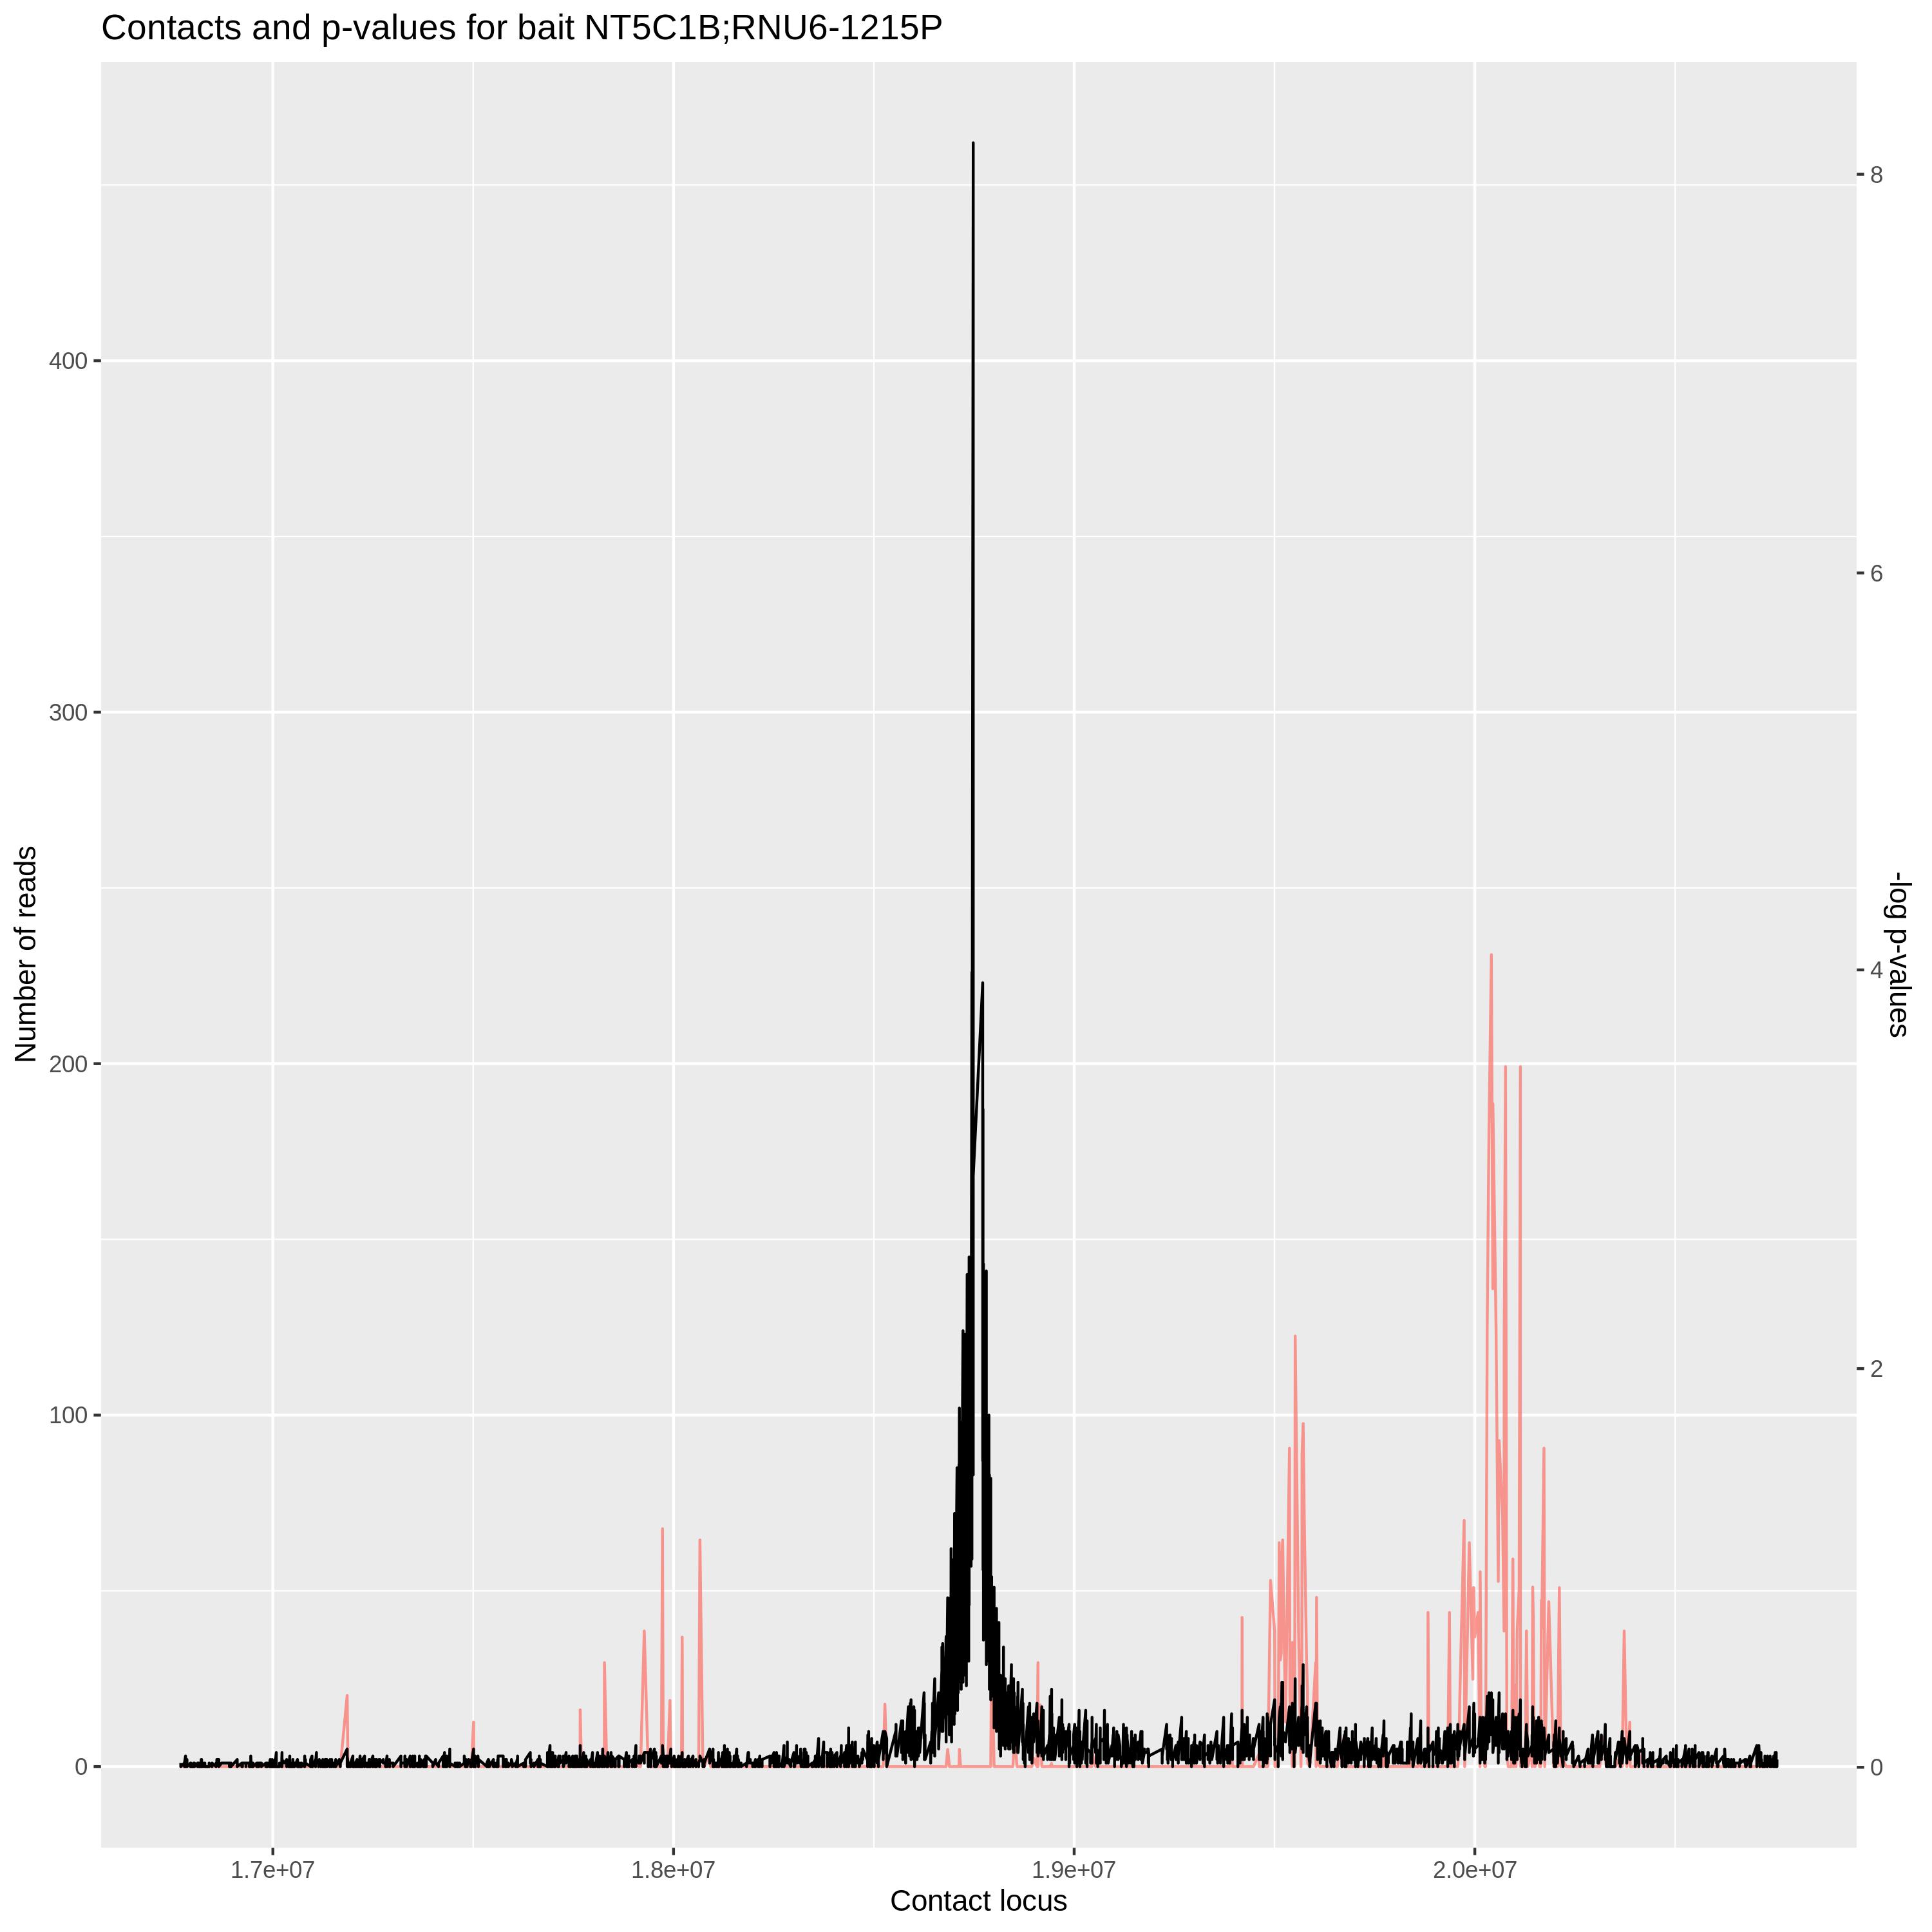 Contacts and p-values for bait NT5C1B;RNU6-1215P
Number of reads
400
300
200
100
0
8
6
4
2
0
-log p-values
1.7e+07 1.8e+07 1.9e+07 2.0e+07
Contact locus